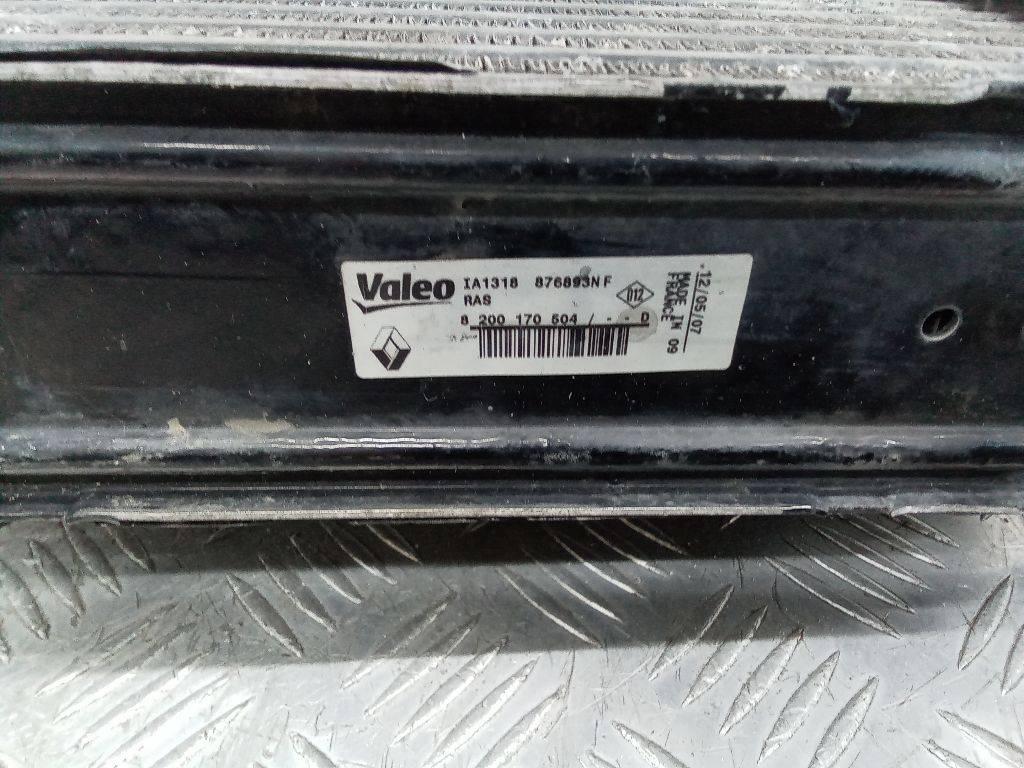 Valeo IA1318 876893NF
RAS
8 200 170 504 / - - D
D12
12/05/07
MADE IN 09
FRANCE